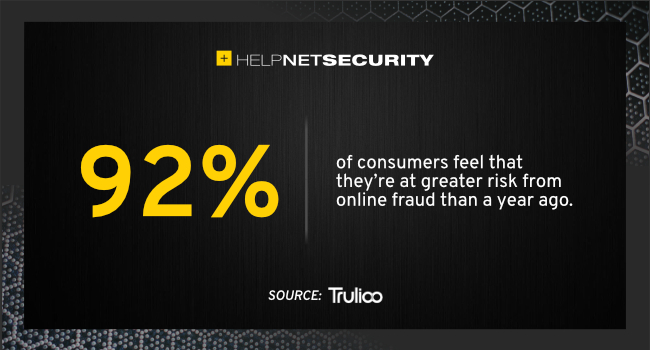 + HELPNETSECURITY
92%
of consumers feel that
they're at greater risk from
online fraud than a year ago.
SOURCE: Trulioo